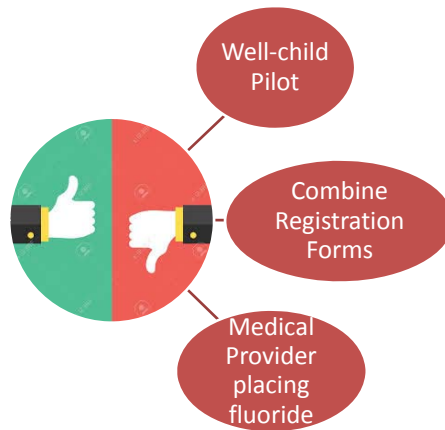 Well-child
Pilot
Combine
Registration
Forms
Medical
Provider
placing
fluoride